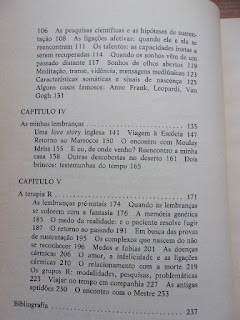 106 As pesquisas científicas e as hipóteses de susten-
tação 108 As ligações afetivas: quando ele e ela se
reencontram 111 Os talentos: as capacidades inatas a
serem recuperadas 114 Quando os sonhos vêm de um
passado distante 117 Sonhos de olhos abertos 118
Meditação, transe, vidência, mensagens mediúnicas 123
Características somáticas e sinais de nascença 125
Alguns casos famosos: Anne Frank, Leopardi, Van
Gogh 131
CAPÍTULO IV
As minhas lembranças 135
Uma love story inglesa 141 Viagem à Escócia 147
Retorno ao Marrocos 150 O encontro com Moulay
Idriss 155 E eu, de onde venho? Reencontro a minha
casa 158 Outras descobertas no deserto 161 Dois
brincos: testemunhas do tempo 165
CAPÍTULO V
A terapia R 171
As lembranças pré-natais 174 Quando as lembranças
se colorem com a fantasia 176 A memória genética
185 O medo da realidade: e o paciente resolve fugir
187 O retorno ao passado 191 Em busca das provas
de sustentação 195 Os complexos que nascem do não
se reconhecer 196 Medos e fobias 201 As doenças
cármicas 206 O amor, a infelicidade e as ligações
cármicas 210 O relacionamento com a morte 219
Os grupos R: modalidades, pesquisas, problemáticas
223 Viajar no tempo em companhia 227 As antigas
aptidões 230 O encontro com o Mestre 233
Bibliografia 237